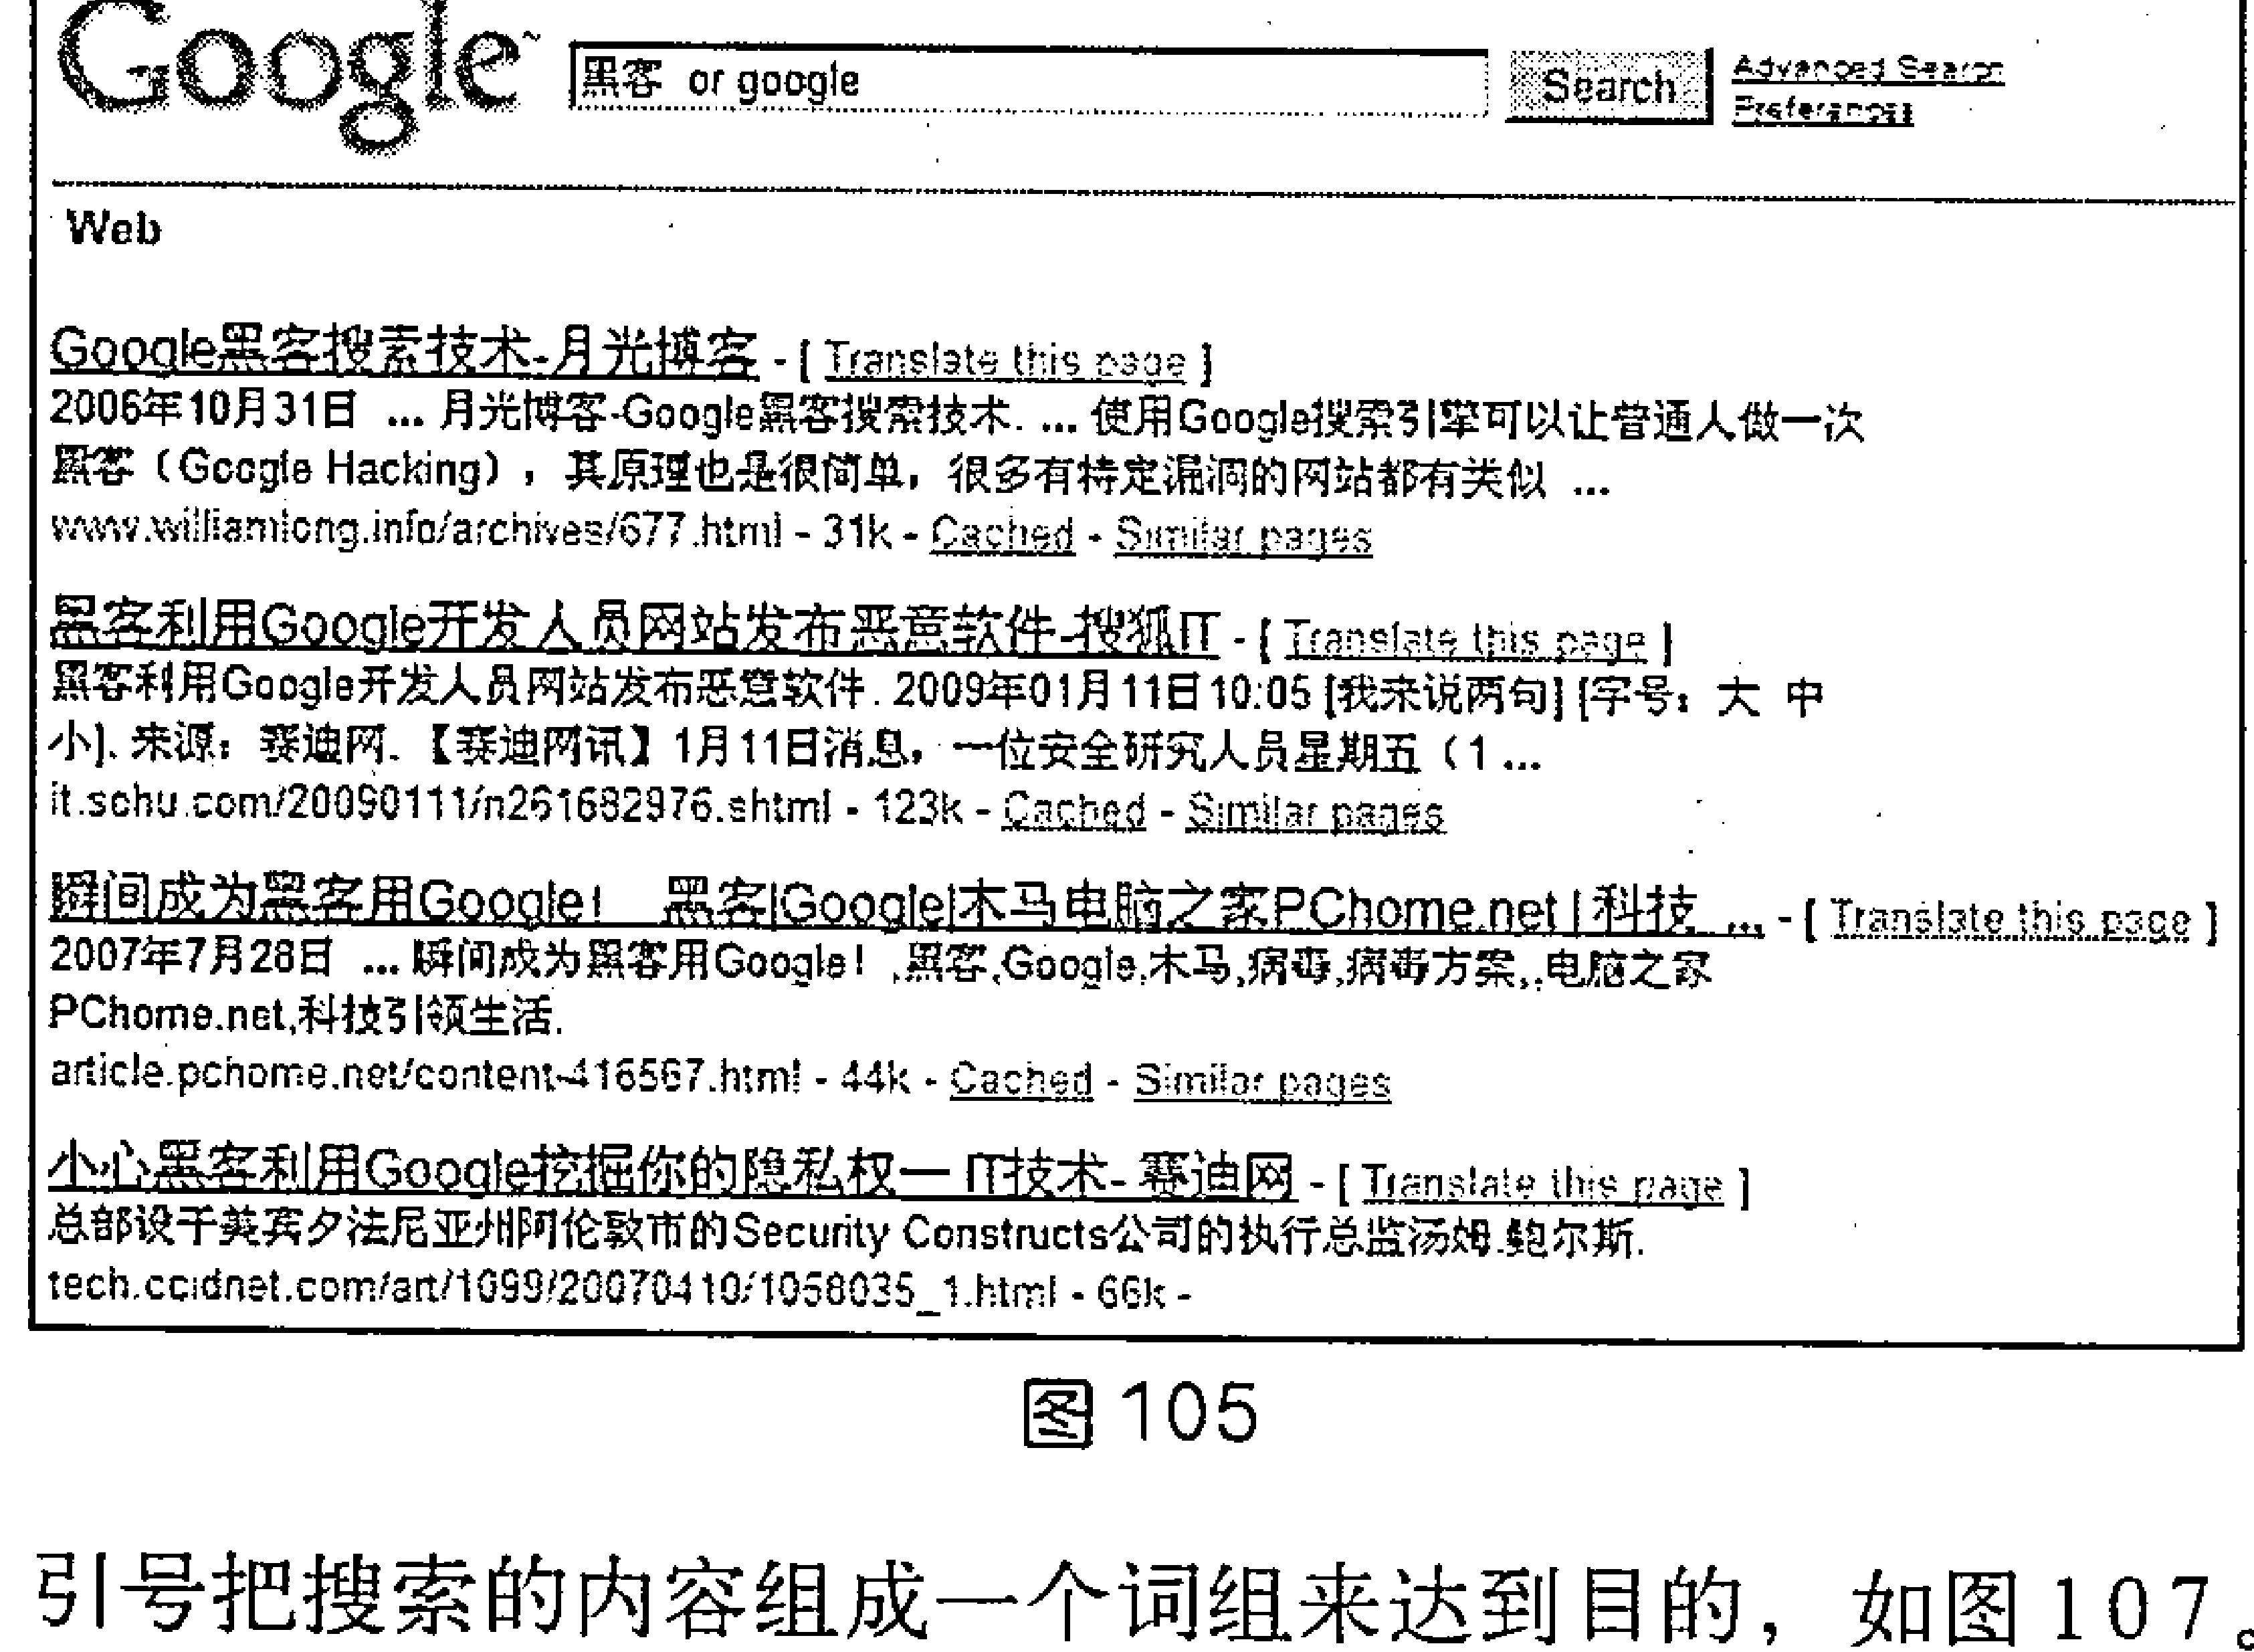 Google
黑客 or google Search Advanced Search
Preferences
Web
Google黑客搜索技术-月光博客 - [ Translate this page ]
2006年10月31日 ... 月光博客-Google黑客搜索技术. ... 使用Google搜索引擎可以让普通人做一次
黑客（Google Hacking），其原理也是很简单，很多有特定漏洞的网站都有类似 ...
www.williamlong.info/archives/677.html - 31k - Cached - Similar pages
黑客利用Google开发人员网站发布恶意软件-搜狐IT - [ Translate this page ]
黑客利用Google开发人员网站发布恶意软件. 2009年01月11日10:05 [我来说两句] [字号：大 中
小]. 来源：赛迪网. 【赛迪网讯】1月11日消息，一位安全研究人员星期五（1 ...
it.sohu.com/20090111/n261682976.shtml - 123k - Cached - Similar pages
瞬间成为黑客用Google! 黑客|Google|木马电脑之家PChome.net | 科技 ... - [ Translate this page ]
2007年7月28日 ... 瞬间成为黑客用Google! ,黑客,Google,木马,病毒,病毒方案,,电脑之家
PChome.net,科技引领生活.
article.pchome.net/content-416567.html - 44k - Cached - Similar pages
小心黑客利用Google挖掘你的隐私权— IT技术- 赛迪网 - [ Translate this page ]
总部设于美宾夕法尼亚州阿伦敦市的Security Constructs公司的执行总监汤姆.鲍尔斯.
tech.ccidnet.com/art/1099/20070410/1058035_1.html - 66k -
图 105
引号把搜索的内容组成一个词组来达到目的，如图 107。